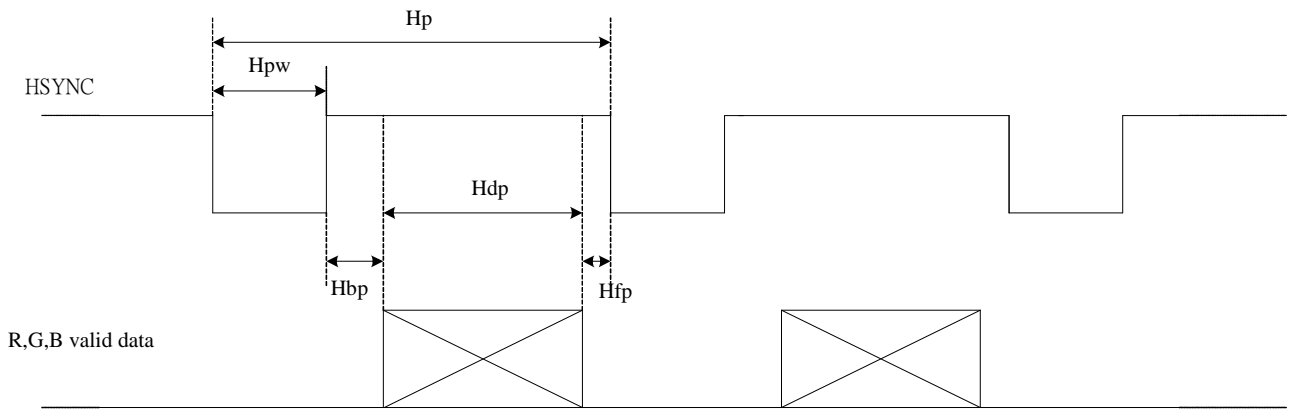 Hp
Hpw
HSYNC
Hdp
Hbp
Hfp
R,G,B valid data